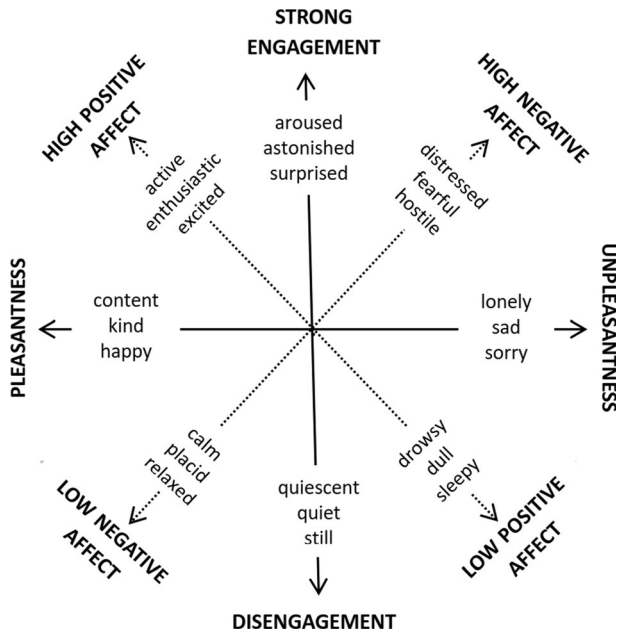 STRONG
ENGAGEMENT
HIGH POSITIVE
AFFECT
HIGH NEGATIVE
AFFECT
aroused
astonished
surprised
active
enthusiastic
excited
distressed
fearful
hostile
PLEASANTNESS
content
kind
happy
lonely
sad
sorry
UNPLEASANTNESS
calm
placid
relaxed
drowsy
dull
sleepy
quiescent
quiet
still
LOW NEGATIVE
AFFECT
LOW POSITIVE
AFFECT
DISENGAGEMENT